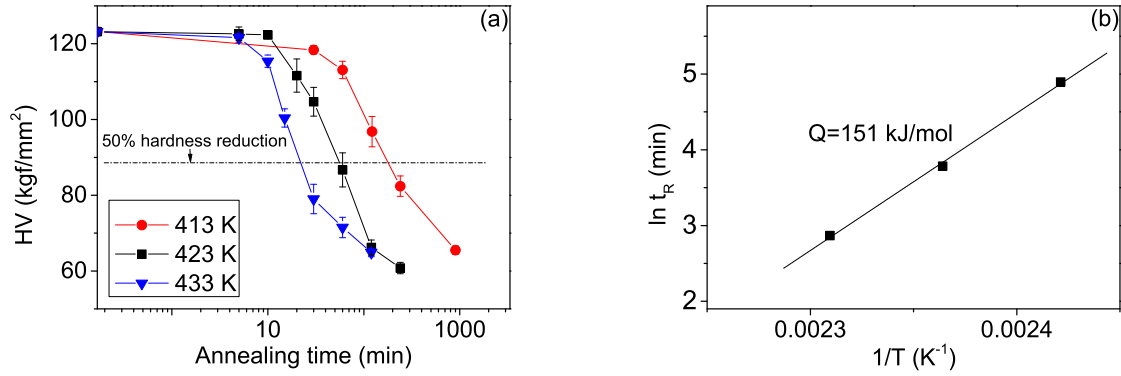 (a)
120
100
80
60
HV (kgf/mm²)
50% hardness reduction
413 K
423 K
433 K
10
100
1000
Annealing time (min)
(b)
5
4
3
2
ln t_R (min)
Q=151 kJ/mol
0.0023
0.0024
1/T (K⁻¹)